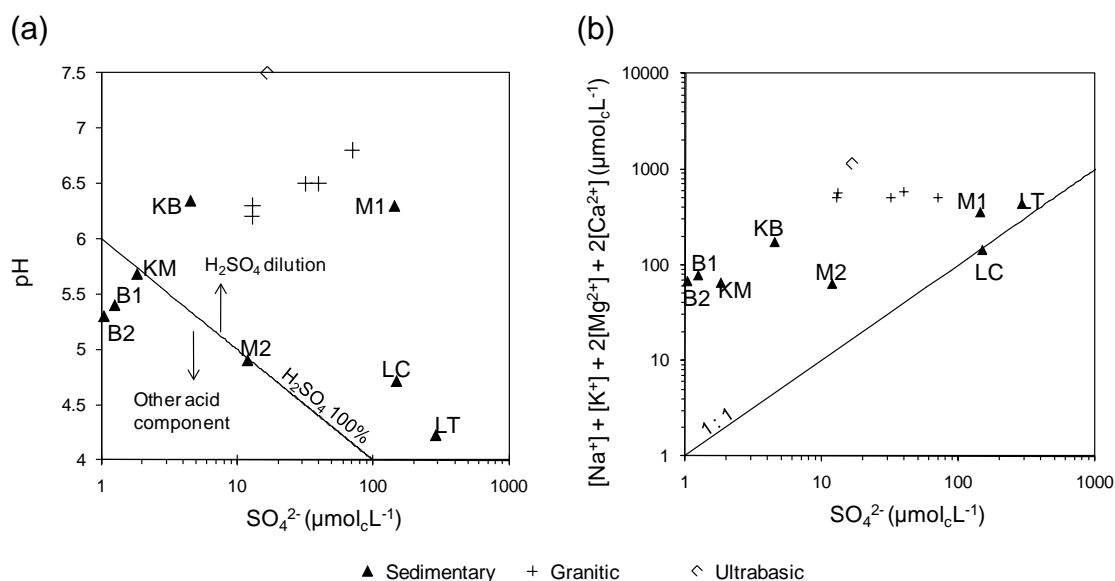 (a)
(b)
7.5
7
6.5
6
5.5
5
4.5
4
pH
KB
M1
KM
H₂SO₄ dilution
B1
B2
M2
Other acid
component
LC
H₂SO₄ 100%
LT
1
10
100
1000
SO₄²⁻ (μmol꜀L⁻¹)
10000
1000
100
10
1
[Na⁺] + [K⁺] + 2[Mg²⁺] + 2[Ca²⁺] (μmol꜀L⁻¹)
M1
LT
KB
LC
B1
M2
B2
KM
1 : 1
1
10
100
1000
SO₄²⁻ (μmol꜀L⁻¹)
Sedimentary
Granitic
Ultrabasic